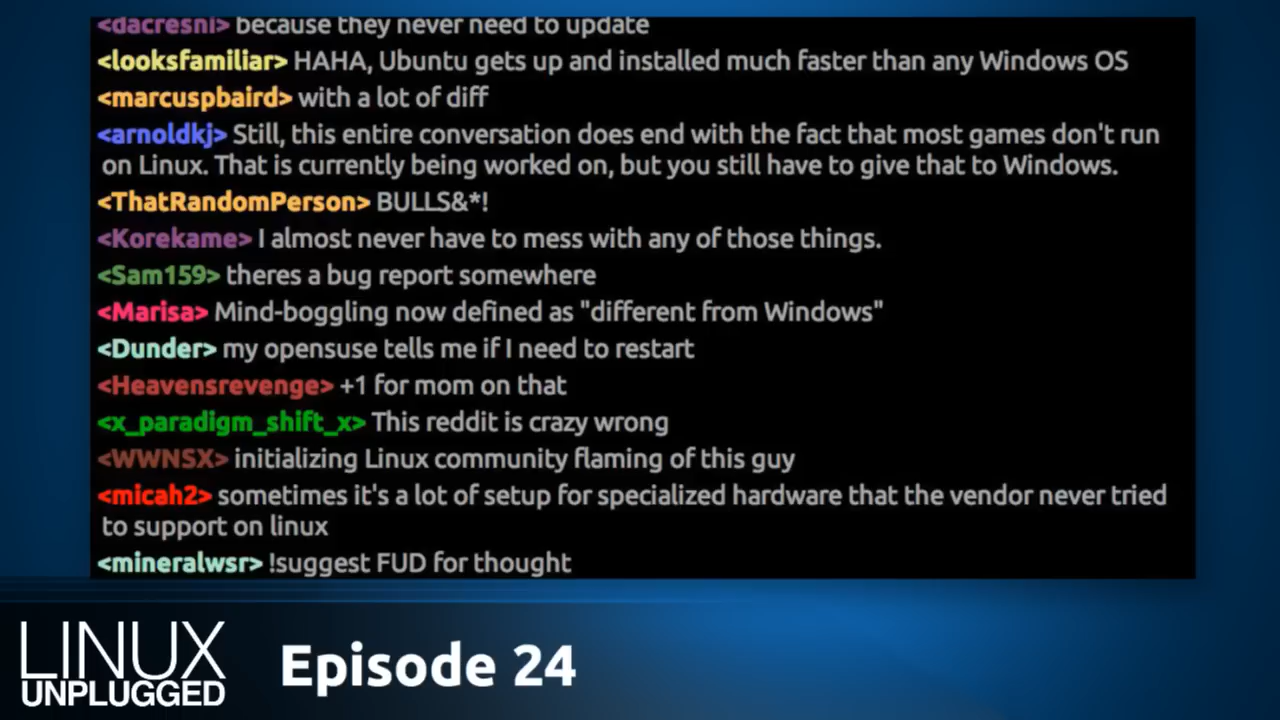 <dacresni> because they never need to update
<looksfamiliar> HAHA, Ubuntu gets up and installed much faster than any Windows OS
<marcuspbaird> with a lot of diff
<arnoldkj> Still, this entire conversation does end with the fact that most games don't run
on Linux. That is currently being worked on, but you still have to give that to Windows.
<ThatRandomPerson> BULLS&*!
<Korekame> I almost never have to mess with any of those things.
<Sam159> theres a bug report somewhere
<Marisa> Mind-boggling now defined as "different from Windows"
<Dunder> my opensuse tells me if I need to restart
<Heavensrevenge> +1 for mom on that
<x_paradigm_shift_x> This reddit is crazy wrong
<WWNSX> initializing Linux community flaming of this guy
<micah2> sometimes it's a lot of setup for specialized hardware that the vendor never tried
to support on linux
<mineralwsr> !suggest FUD for thought
LINUX
UNPLUGGED
Episode 24